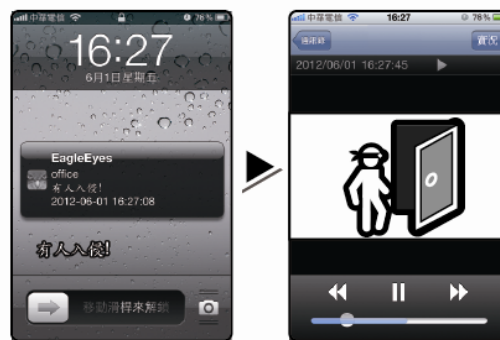 中華電信 76%
16:27
6月1日星期五
EagleEyes
office
有人入侵!
2012-06-01 16:27:08
有人入侵!
移動滑桿來解鎖
中華電信 16:27 76%
實況
2012/06/01 16:27:45